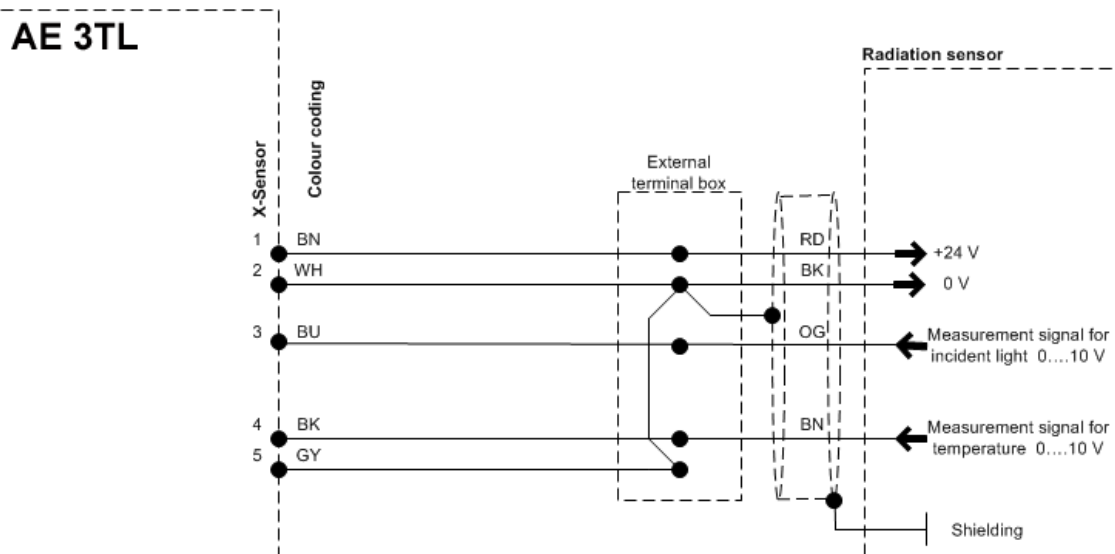 AE 3TL
Radiation sensor
X-Sensor
Colour coding
External
terminal box
1 BN RD +24 V
2 WH BK 0 V
3 BU OG Measurement signal for
incident light 0....10 V
4 BK BN Measurement signal for
temperature 0....10 V
5 GY
Shielding